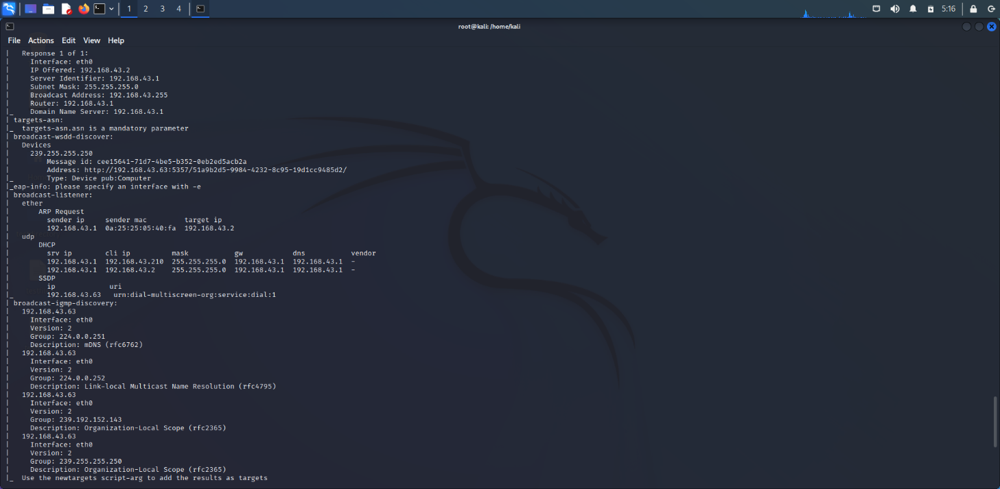 1 2 3 4 5:16
root@kali: /home/kali
File Actions Edit View Help
|   Response 1 of 1:
|     Interface: eth0
|     IP Offered: 192.168.43.2
|     Server Identifier: 192.168.43.1
|     Subnet Mask: 255.255.255.0
|     Broadcast Address: 192.168.43.255
|     Router: 192.168.43.1
|_    Domain Name Server: 192.168.43.1
| targets-asn:
|_  targets-asn.asn is a mandatory parameter
| broadcast-wsdd-discover:
|   Devices
|     239.255.255.250
|         Message id: cee15641-71d7-4be5-b352-0eb2ed5acb2a
|         Address: http://192.168.43.63:5357/51a9b2d5-9984-4232-8c95-19d1cc9485d2/
|_        Type: Device pub:Computer
|_eap-info: please specify an interface with -e
| broadcast-listener:
|   ether
|       ARP Request
|         sender ip     sender mac         target ip
|         192.168.43.1  0a:25:25:05:40:fa  192.168.43.2
|   udp
|       DHCP
|         srv ip        cli ip          mask           gw            dns           vendor
|         192.168.43.1  192.168.43.210  255.255.255.0  192.168.43.1  192.168.43.1  -
|         192.168.43.1  192.168.43.2    255.255.255.0  192.168.43.1  192.168.43.1  -
|       SSDP
|         ip             uri
|_        192.168.43.63   urn:dial-multiscreen-org:service:dial:1
| broadcast-igmp-discovery:
|   192.168.43.63
|     Interface: eth0
|     Version: 2
|     Group: 224.0.0.251
|     Description: mDNS (rfc6762)
|   192.168.43.63
|     Interface: eth0
|     Version: 2
|     Group: 224.0.0.252
|     Description: Link-local Multicast Name Resolution (rfc4795)
|   192.168.43.63
|     Interface: eth0
|     Version: 2
|     Group: 239.192.152.143
|     Description: Organization-Local Scope (rfc2365)
|   192.168.43.63
|     Interface: eth0
|     Version: 2
|     Group: 239.255.255.250
|     Description: Organization-Local Scope (rfc2365)
|_  Use the newtargets script-arg to add the results as targets